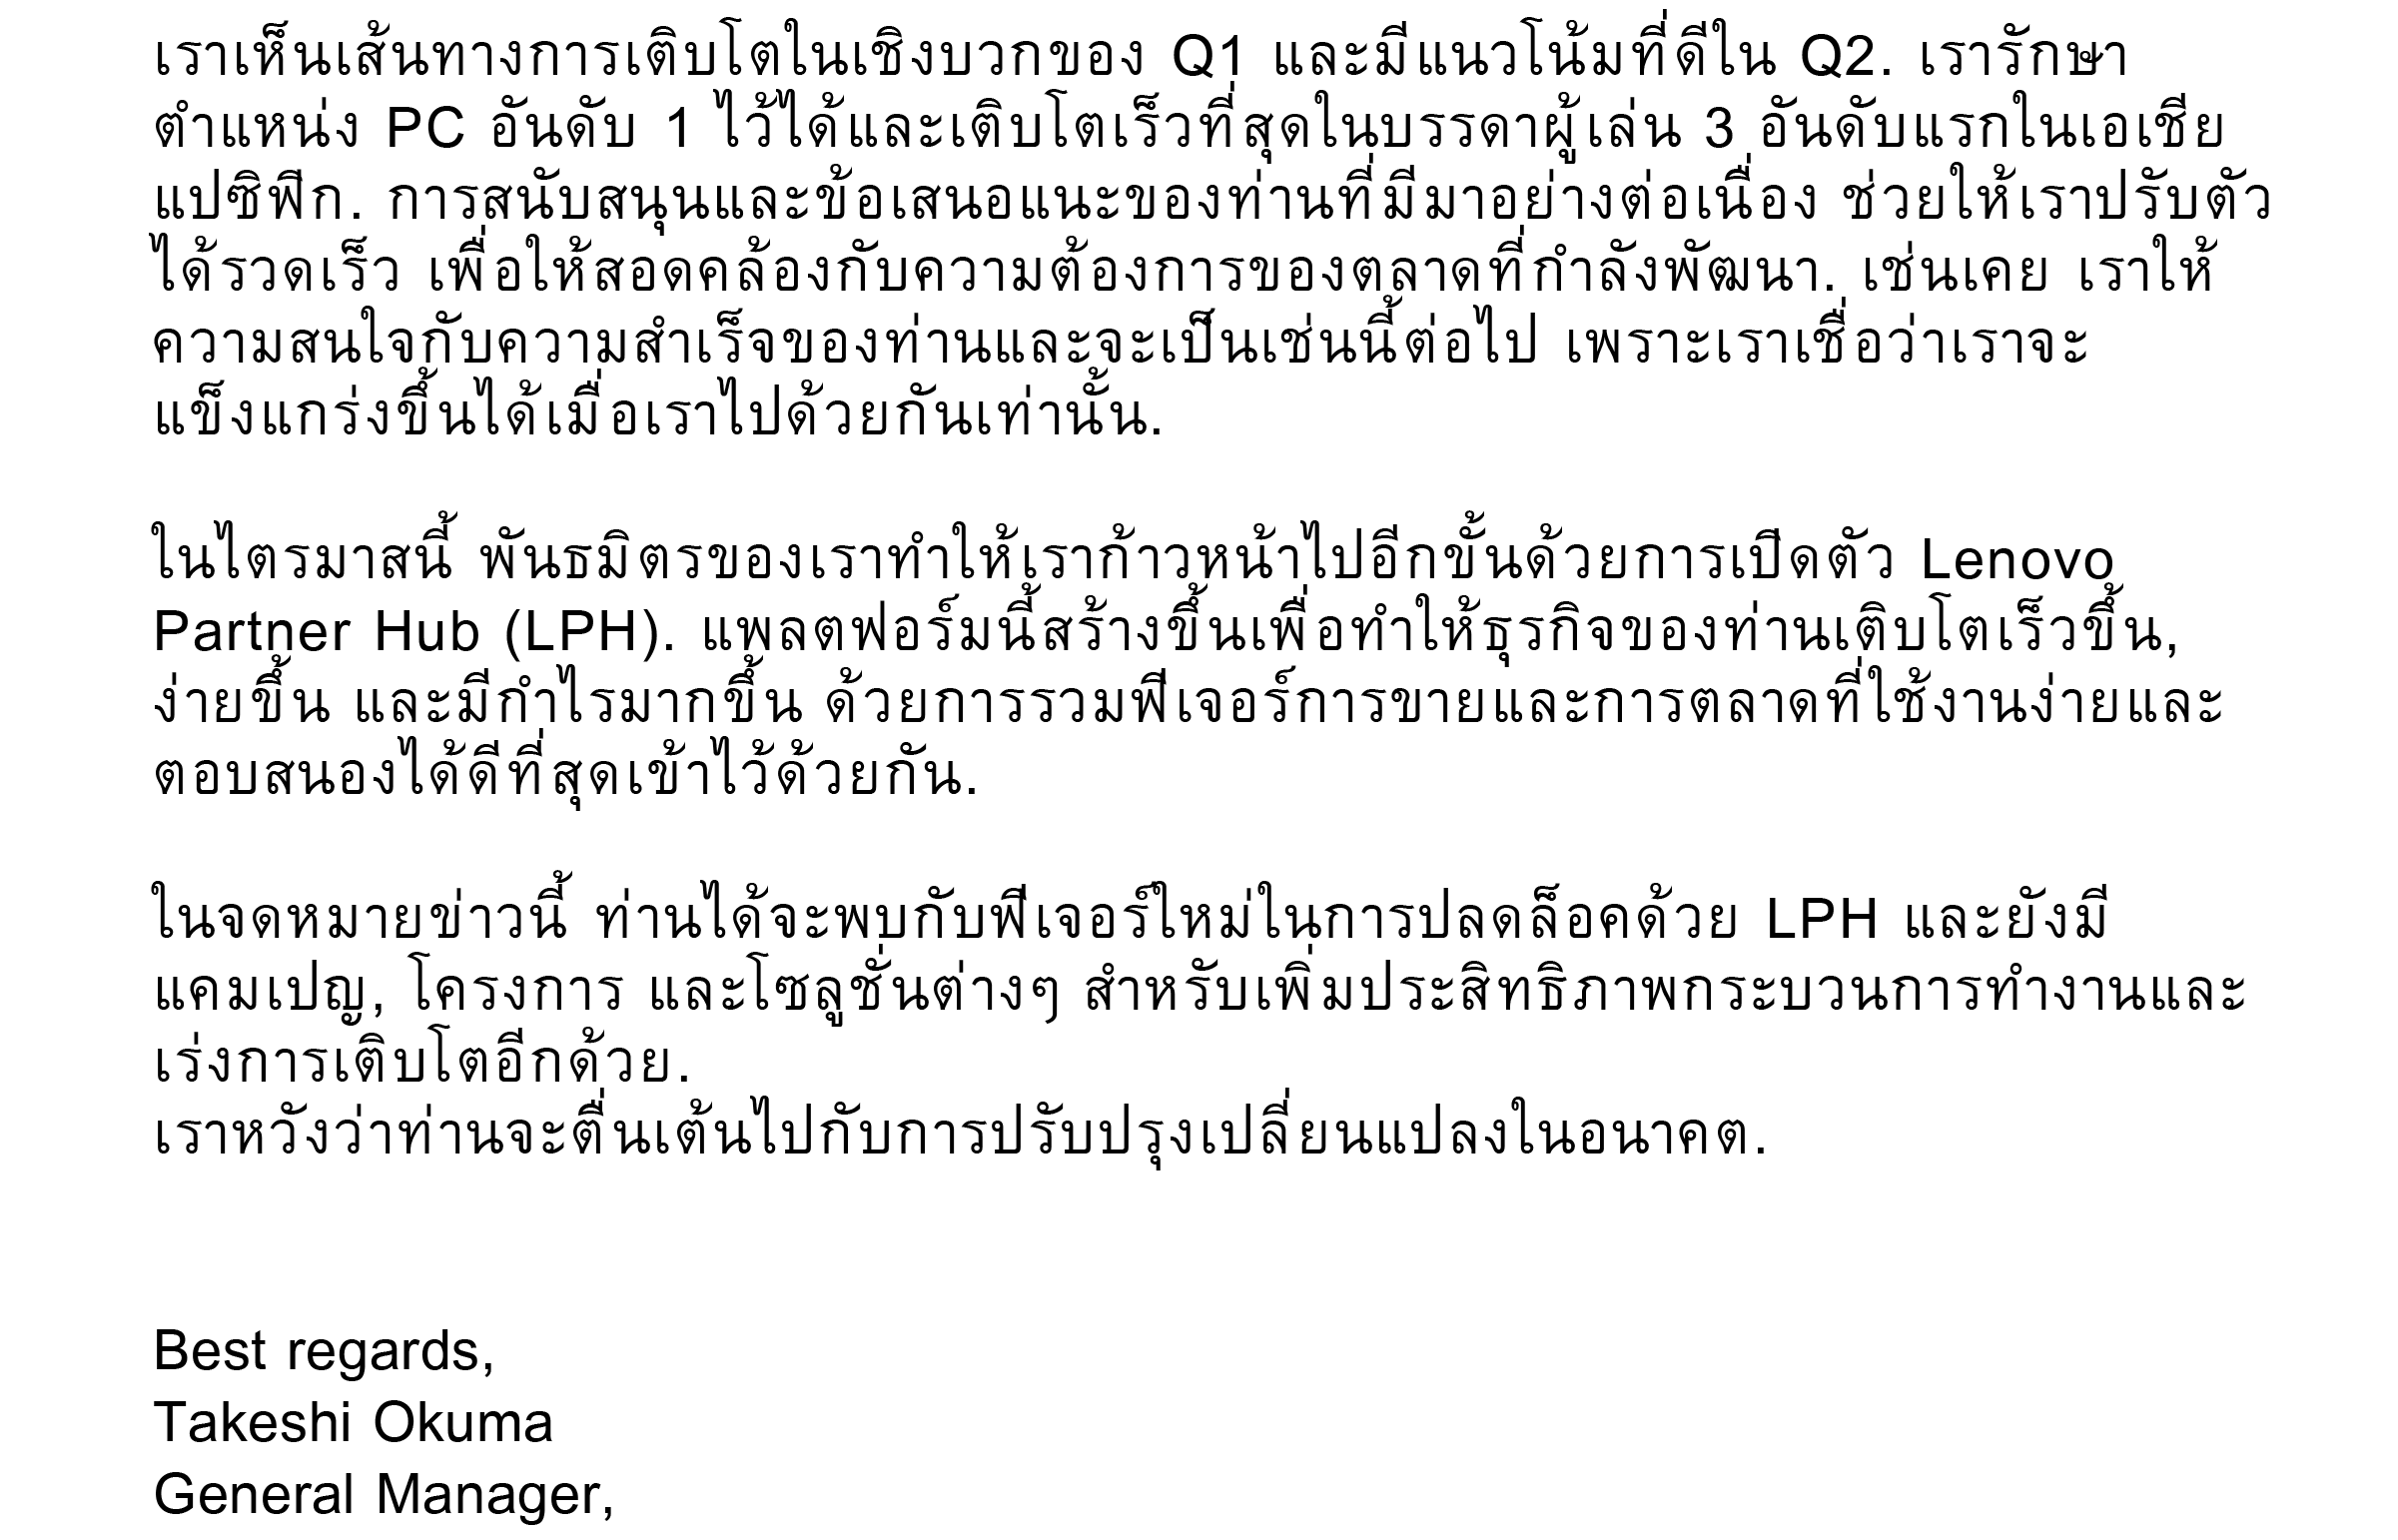 เราเห็นเส้นทางการเติบโตในเชิงบวกของ Q1 และมีแนวโน้มที่ดีใน Q2. เรารักษา
ตำแหน่ง PC อันดับ 1 ไว้ได้และเติบโตเร็วที่สุดในบรรดาผู้เล่น 3 อันดับแรกในเอเชีย
แปซิฟิก. การสนับสนุนและข้อเสนอแนะของท่านที่มีมาอย่างต่อเนื่อง ช่วยให้เราปรับตัว
ได้รวดเร็ว เพื่อให้สอดคล้องกับความต้องการของตลาดที่กำลังพัฒนา. เช่นเคย เราให้
ความสนใจกับความสำเร็จของท่านและจะเป็นเช่นนี้ต่อไป เพราะเราเชื่อว่าเราจะ
แข็งแกร่งขึ้นได้เมื่อเราไปด้วยกันเท่านั้น.
ในไตรมาสนี้ พันธมิตรของเราทำให้เราก้าวหน้าไปอีกขั้นด้วยการเปิดตัว Lenovo
Partner Hub (LPH). แพลตฟอร์มนี้สร้างขึ้นเพื่อทำให้ธุรกิจของท่านเติบโตเร็วขึ้น,
ง่ายขึ้น และมีกำไรมากขึ้น ด้วยการรวมฟีเจอร์การขายและการตลาดที่ใช้งานง่ายและ
ตอบสนองได้ดีที่สุดเข้าไว้ด้วยกัน.
ในจดหมายข่าวนี้ ท่านได้จะพบกับฟีเจอร์ใหม่ในการปลดล็อคด้วย LPH และยังมี
แคมเปญ, โครงการ และโซลูชั่นต่างๆ สำหรับเพิ่มประสิทธิภาพกระบวนการทำงานและ
เร่งการเติบโตอีกด้วย.
เราหวังว่าท่านจะตื่นเต้นไปกับการปรับปรุงเปลี่ยนแปลงในอนาคต.
Best regards,
Takeshi Okuma
General Manager,